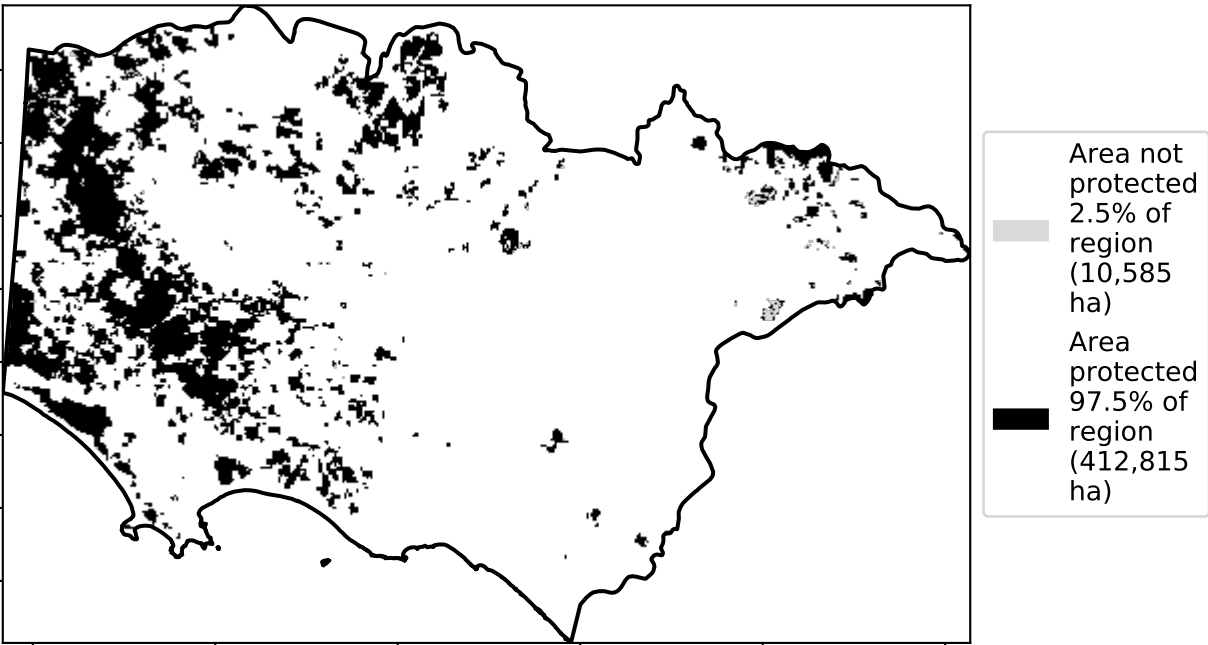 Area not
protected
2.5% of
region
(10,585
ha)
Area
protected
97.5% of
region
(412,815
ha)